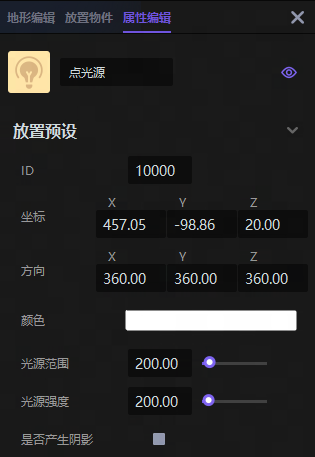 地形编辑 放置物件 属性编辑
点光源
放置预设
ID 10000
X Y Z
坐标 457.05 -98.86 20.00
X Y Z
方向 360.00 360.00 360.00
颜色
光源范围 200.00
光源强度 200.00
是否产生阴影